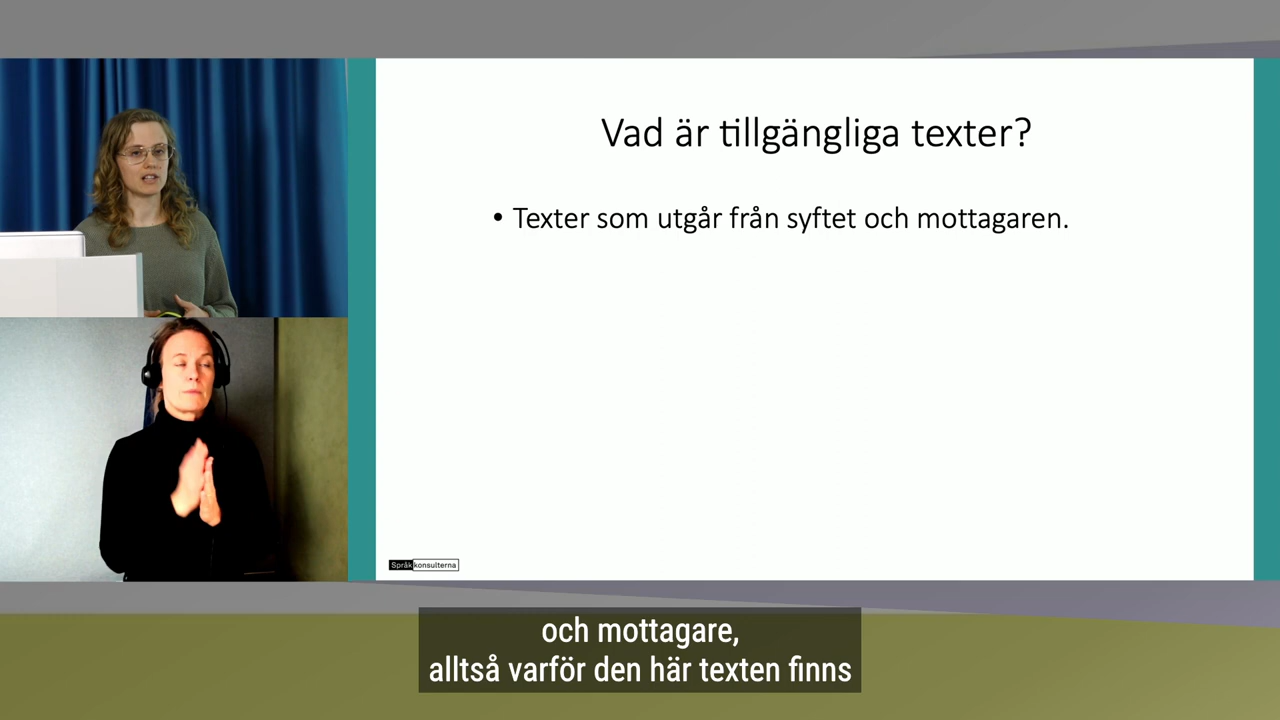 Vad är tillgängliga texter?
• Texter som utgår från syftet och mottagaren.
Språkkonsulterna
och mottagare,
alltså varför den här texten finns